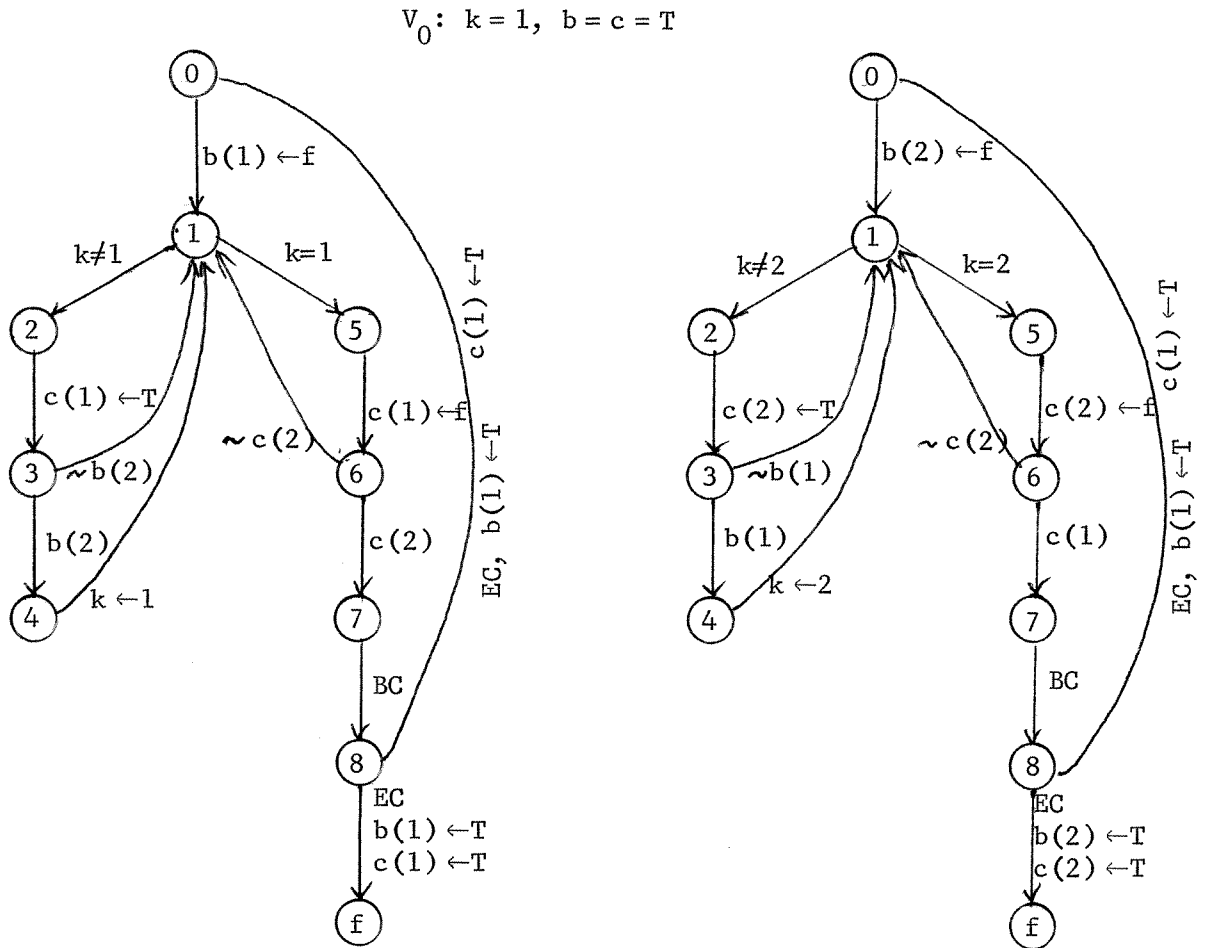 V0: k = 1, b = c = T
0
b(1) ←f
1
k≠1
k=1
2
5
c(1) ←T
c(1) ←T
c(1)←f
~c(2)
3
~b(2)
6
b(2)
c(2)
EC, b(1) ←T
4
k ←1
7
BC
8
EC
b(1) ←T
c(1) ←T
f
0
b(2) ←f
1
k≠2
k=2
2
5
c(2) ←T
c(1) ←T
c(2) ←f
~c(2)
3
~b(1)
6
b(1)
c(1)
EC, b(1) ←T
4
k ←2
7
BC
8
EC
b(2) ←T
c(2) ←T
f